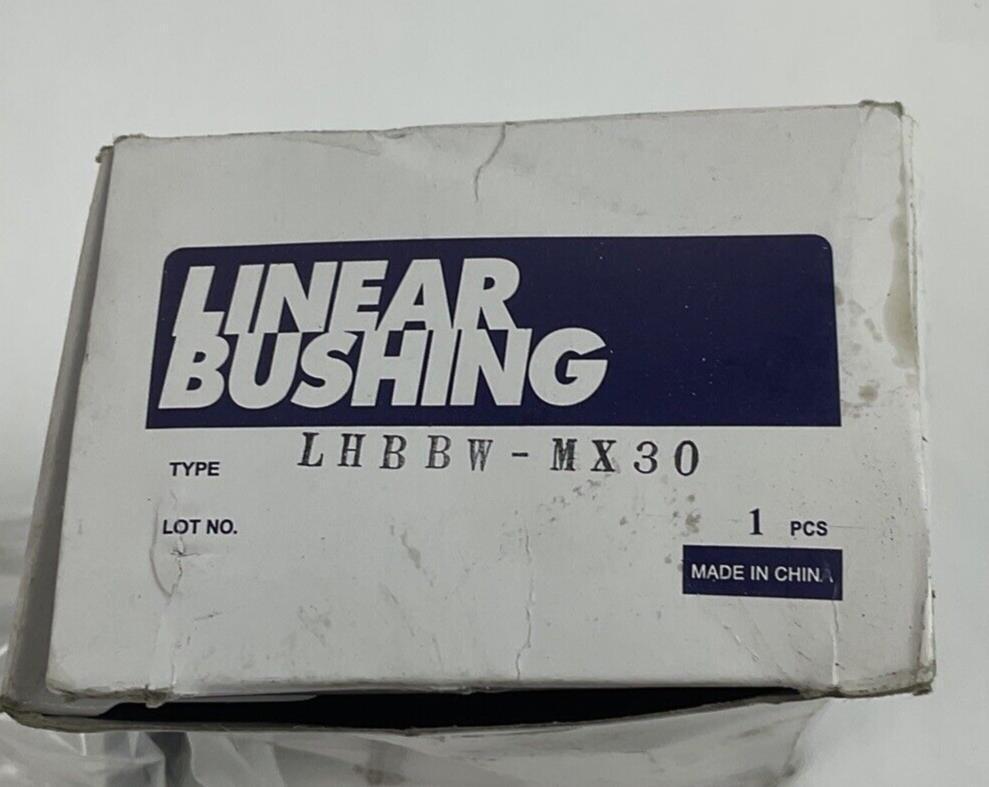 LINEAR
BUSHING
TYPE LHBBW-MX30
LOT NO.
1 PCS
MADE IN CHINA